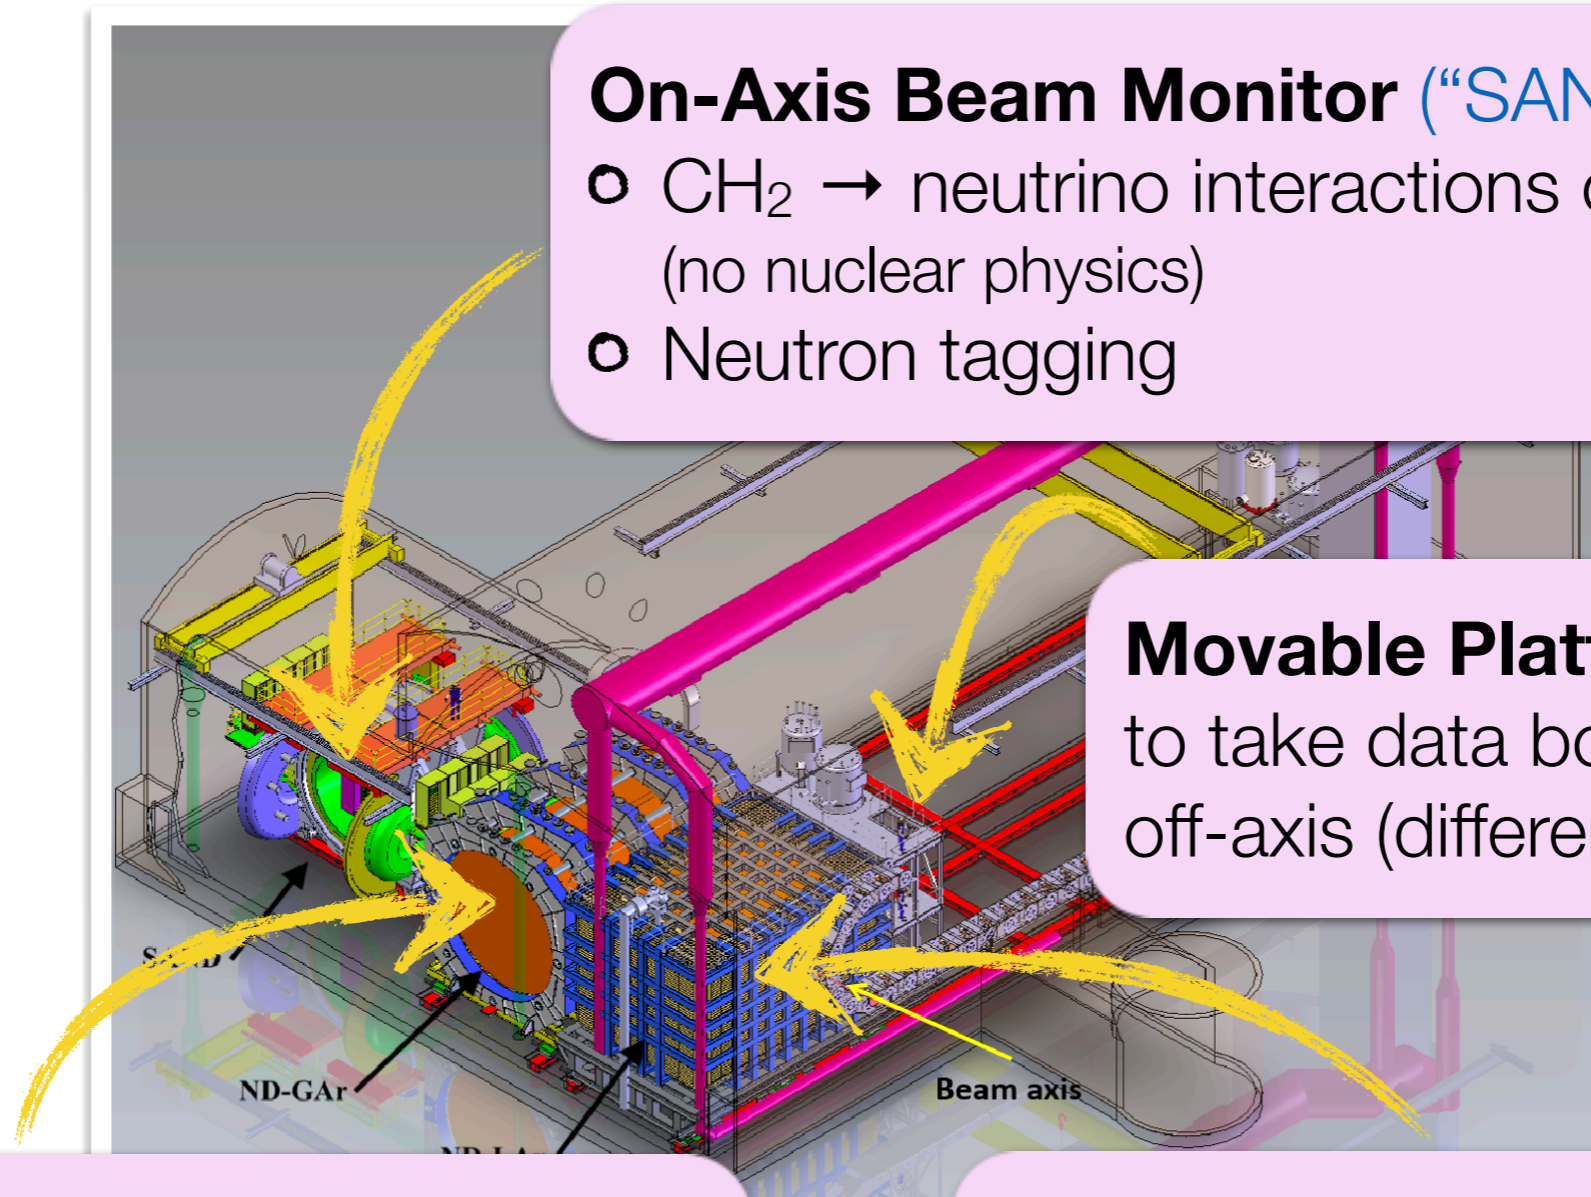 On-Axis Beam Monitor (“SAN
CH₂ → neutrino interactions
(no nuclear physics)
Neutron tagging
Movable Plat
to take data bo
off-axis (differe
SAND
ND-GAr
Beam axis